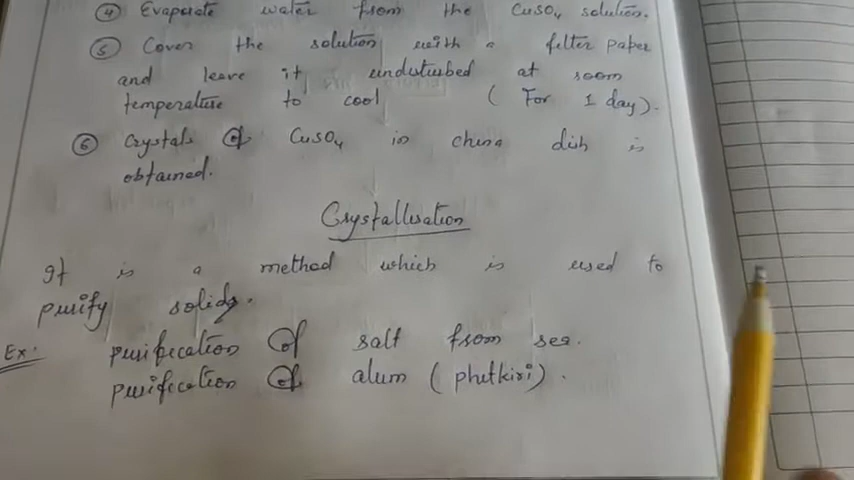 ④ Evaporate water from the CuSO4 solution.
⑤ Cover the solution with a filter paper
and leave it undisturbed at room
temperature to cool ( For 1 day).
⑥ Crystals of CuSO4 in china dish is
obtained.
Crystallisation
It is a method which is used to
purify solids.
Ex: purification of salt from sea.
purification of alum ( phitkiri) .